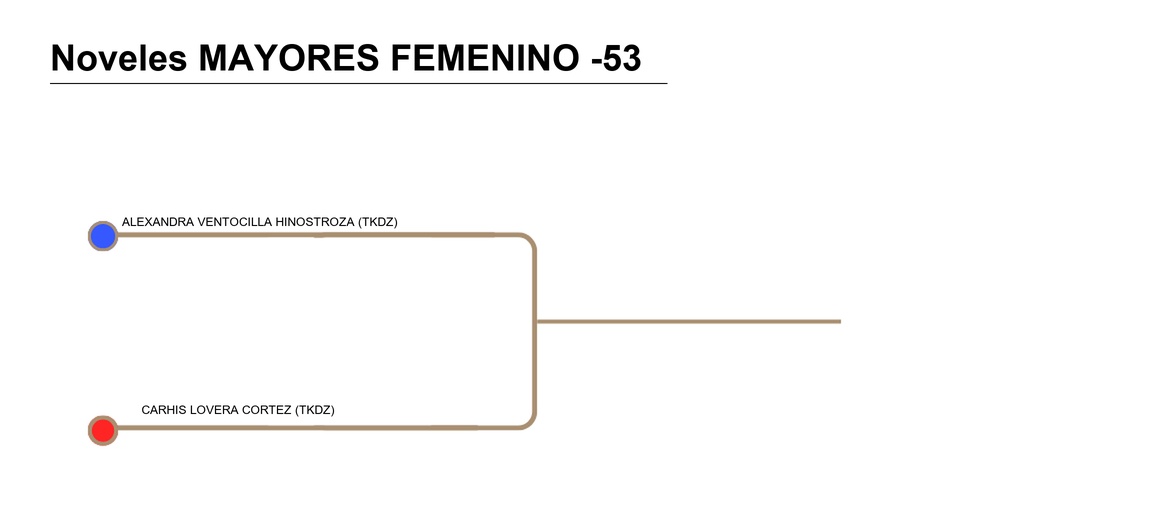 Noveles MAYORES FEMENINO -53
ALEXANDRA VENTOCILLA HINOSTROZA (TKDZ)
CARHIS LOVERA CORTEZ (TKDZ)